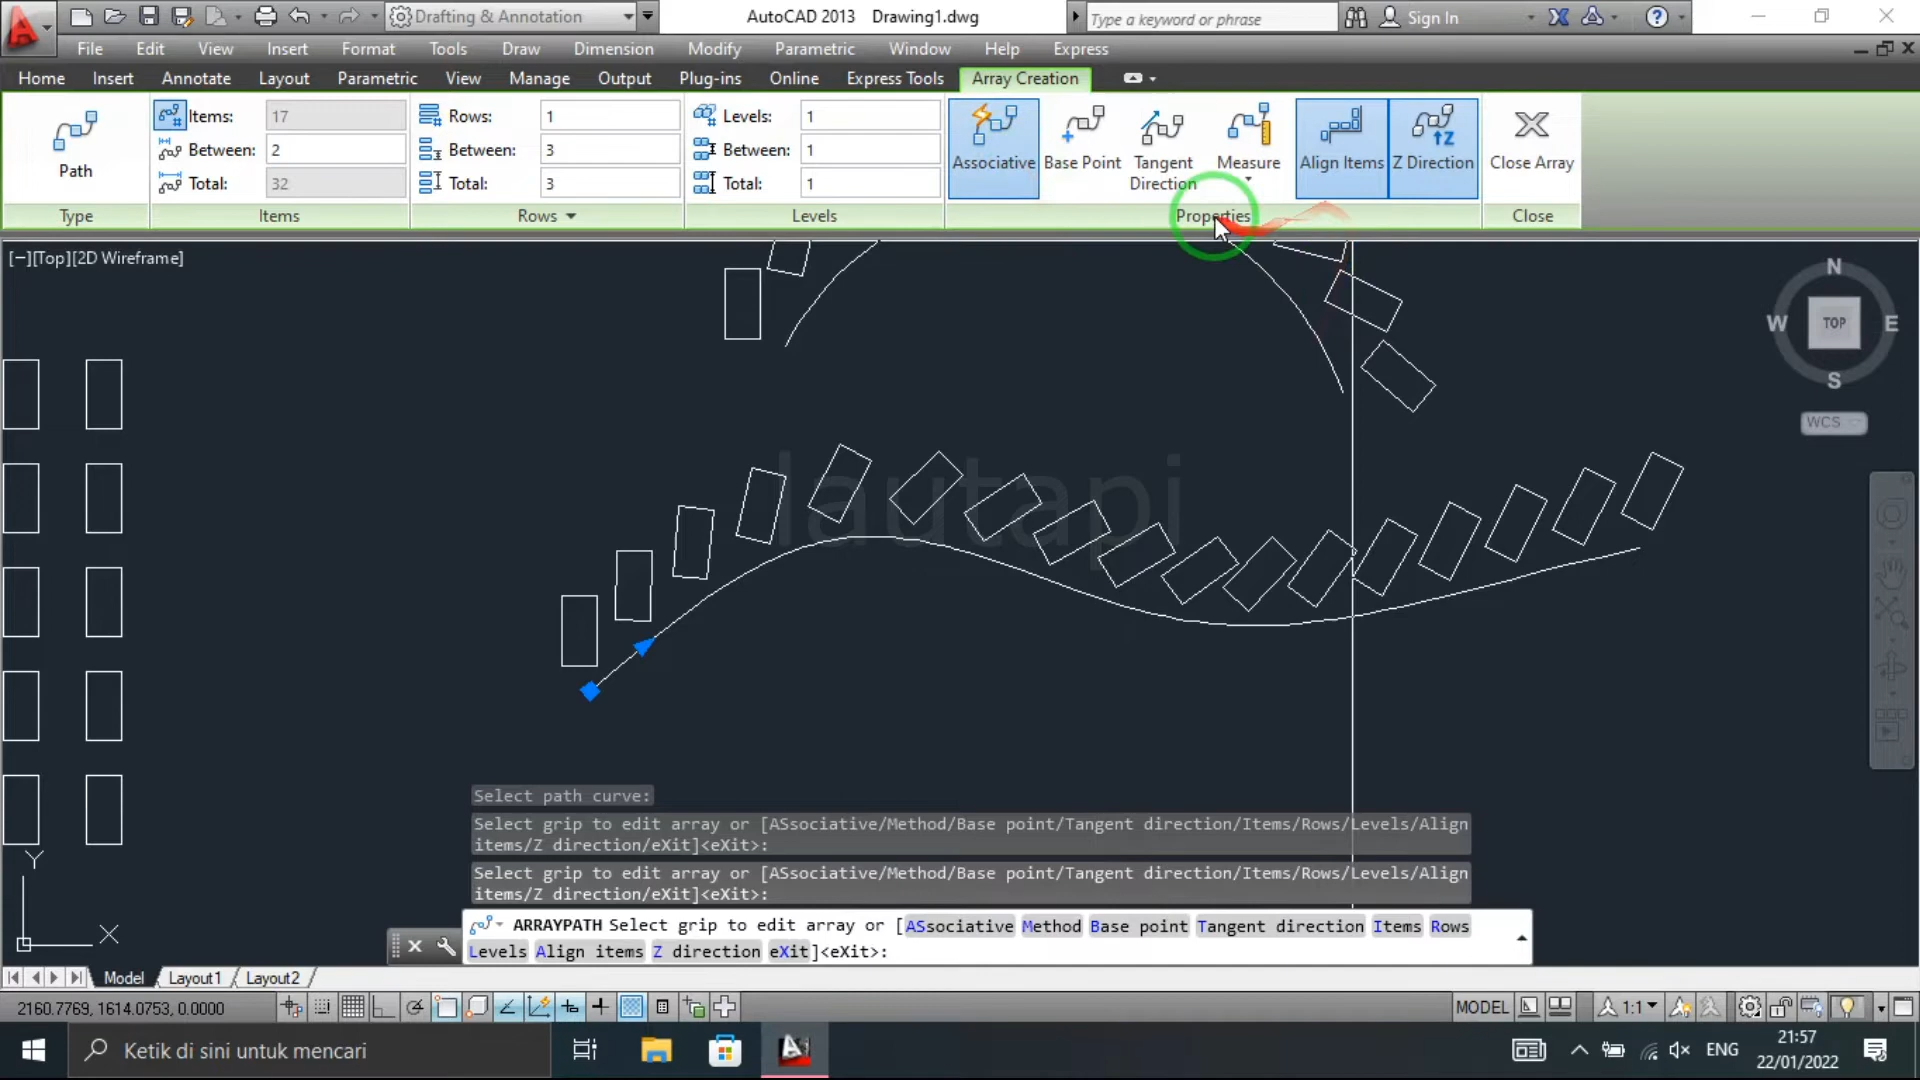 Drafting & Annotation
AutoCAD 2013 Drawing1.dwg
Type a keyword or phrase
Sign In
File Edit View Insert Format Tools Draw Dimension Modify Parametric Window Help Express
Home Insert Annotate Layout Parametric View Manage Output Plug-ins Online Express Tools Array Creation
Path
Type
Items: 17
Between: 2
Total: 32
Items
Rows: 1
Between: 3
Total: 3
Rows
Levels: 1
Between: 1
Total: 1
Levels
Associative
Base Point
Tangent
Direction
Measure
Align Items
Z Direction
Properties
Close Array
Close
[−][Top][2D Wireframe]
N
W
TOP
E
S
WCS
lautapi
Y
X
Select path curve:
Select grip to edit array or [ASsociative/Method/Base point/Tangent direction/Items/Rows/Levels/Align
items/Z direction/eXit]<eXit>:
Select grip to edit array or [ASsociative/Method/Base point/Tangent direction/Items/Rows/Levels/Align
items/Z direction/eXit]<eXit>:
ARRAYPATH Select grip to edit array or [ASsociative Method Base point Tangent direction Items Rows
Levels Align items Z direction eXit]<eXit>:
Model Layout1 Layout2
2160.7769, 1614.0753, 0.0000
MODEL
1:1
Ketik di sini untuk mencari
ENG
21:57
22/01/2022